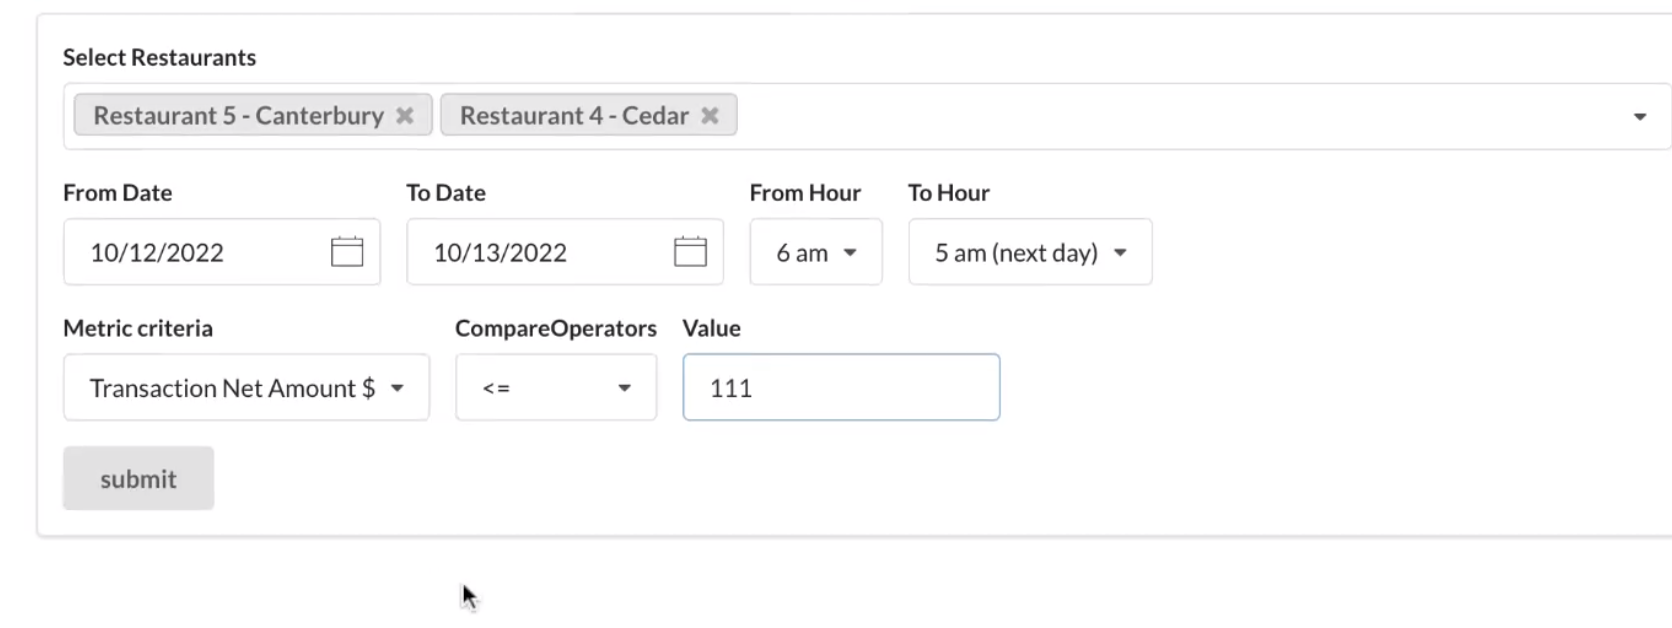 Select Restaurants
Restaurant 5 - Canterbury Restaurant 4 - Cedar
From Date To Date From Hour To Hour
10/12/2022 10/13/2022 6 am 5 am (next day)
Metric criteria CompareOperators Value
Transaction Net Amount $ <= 111
submit